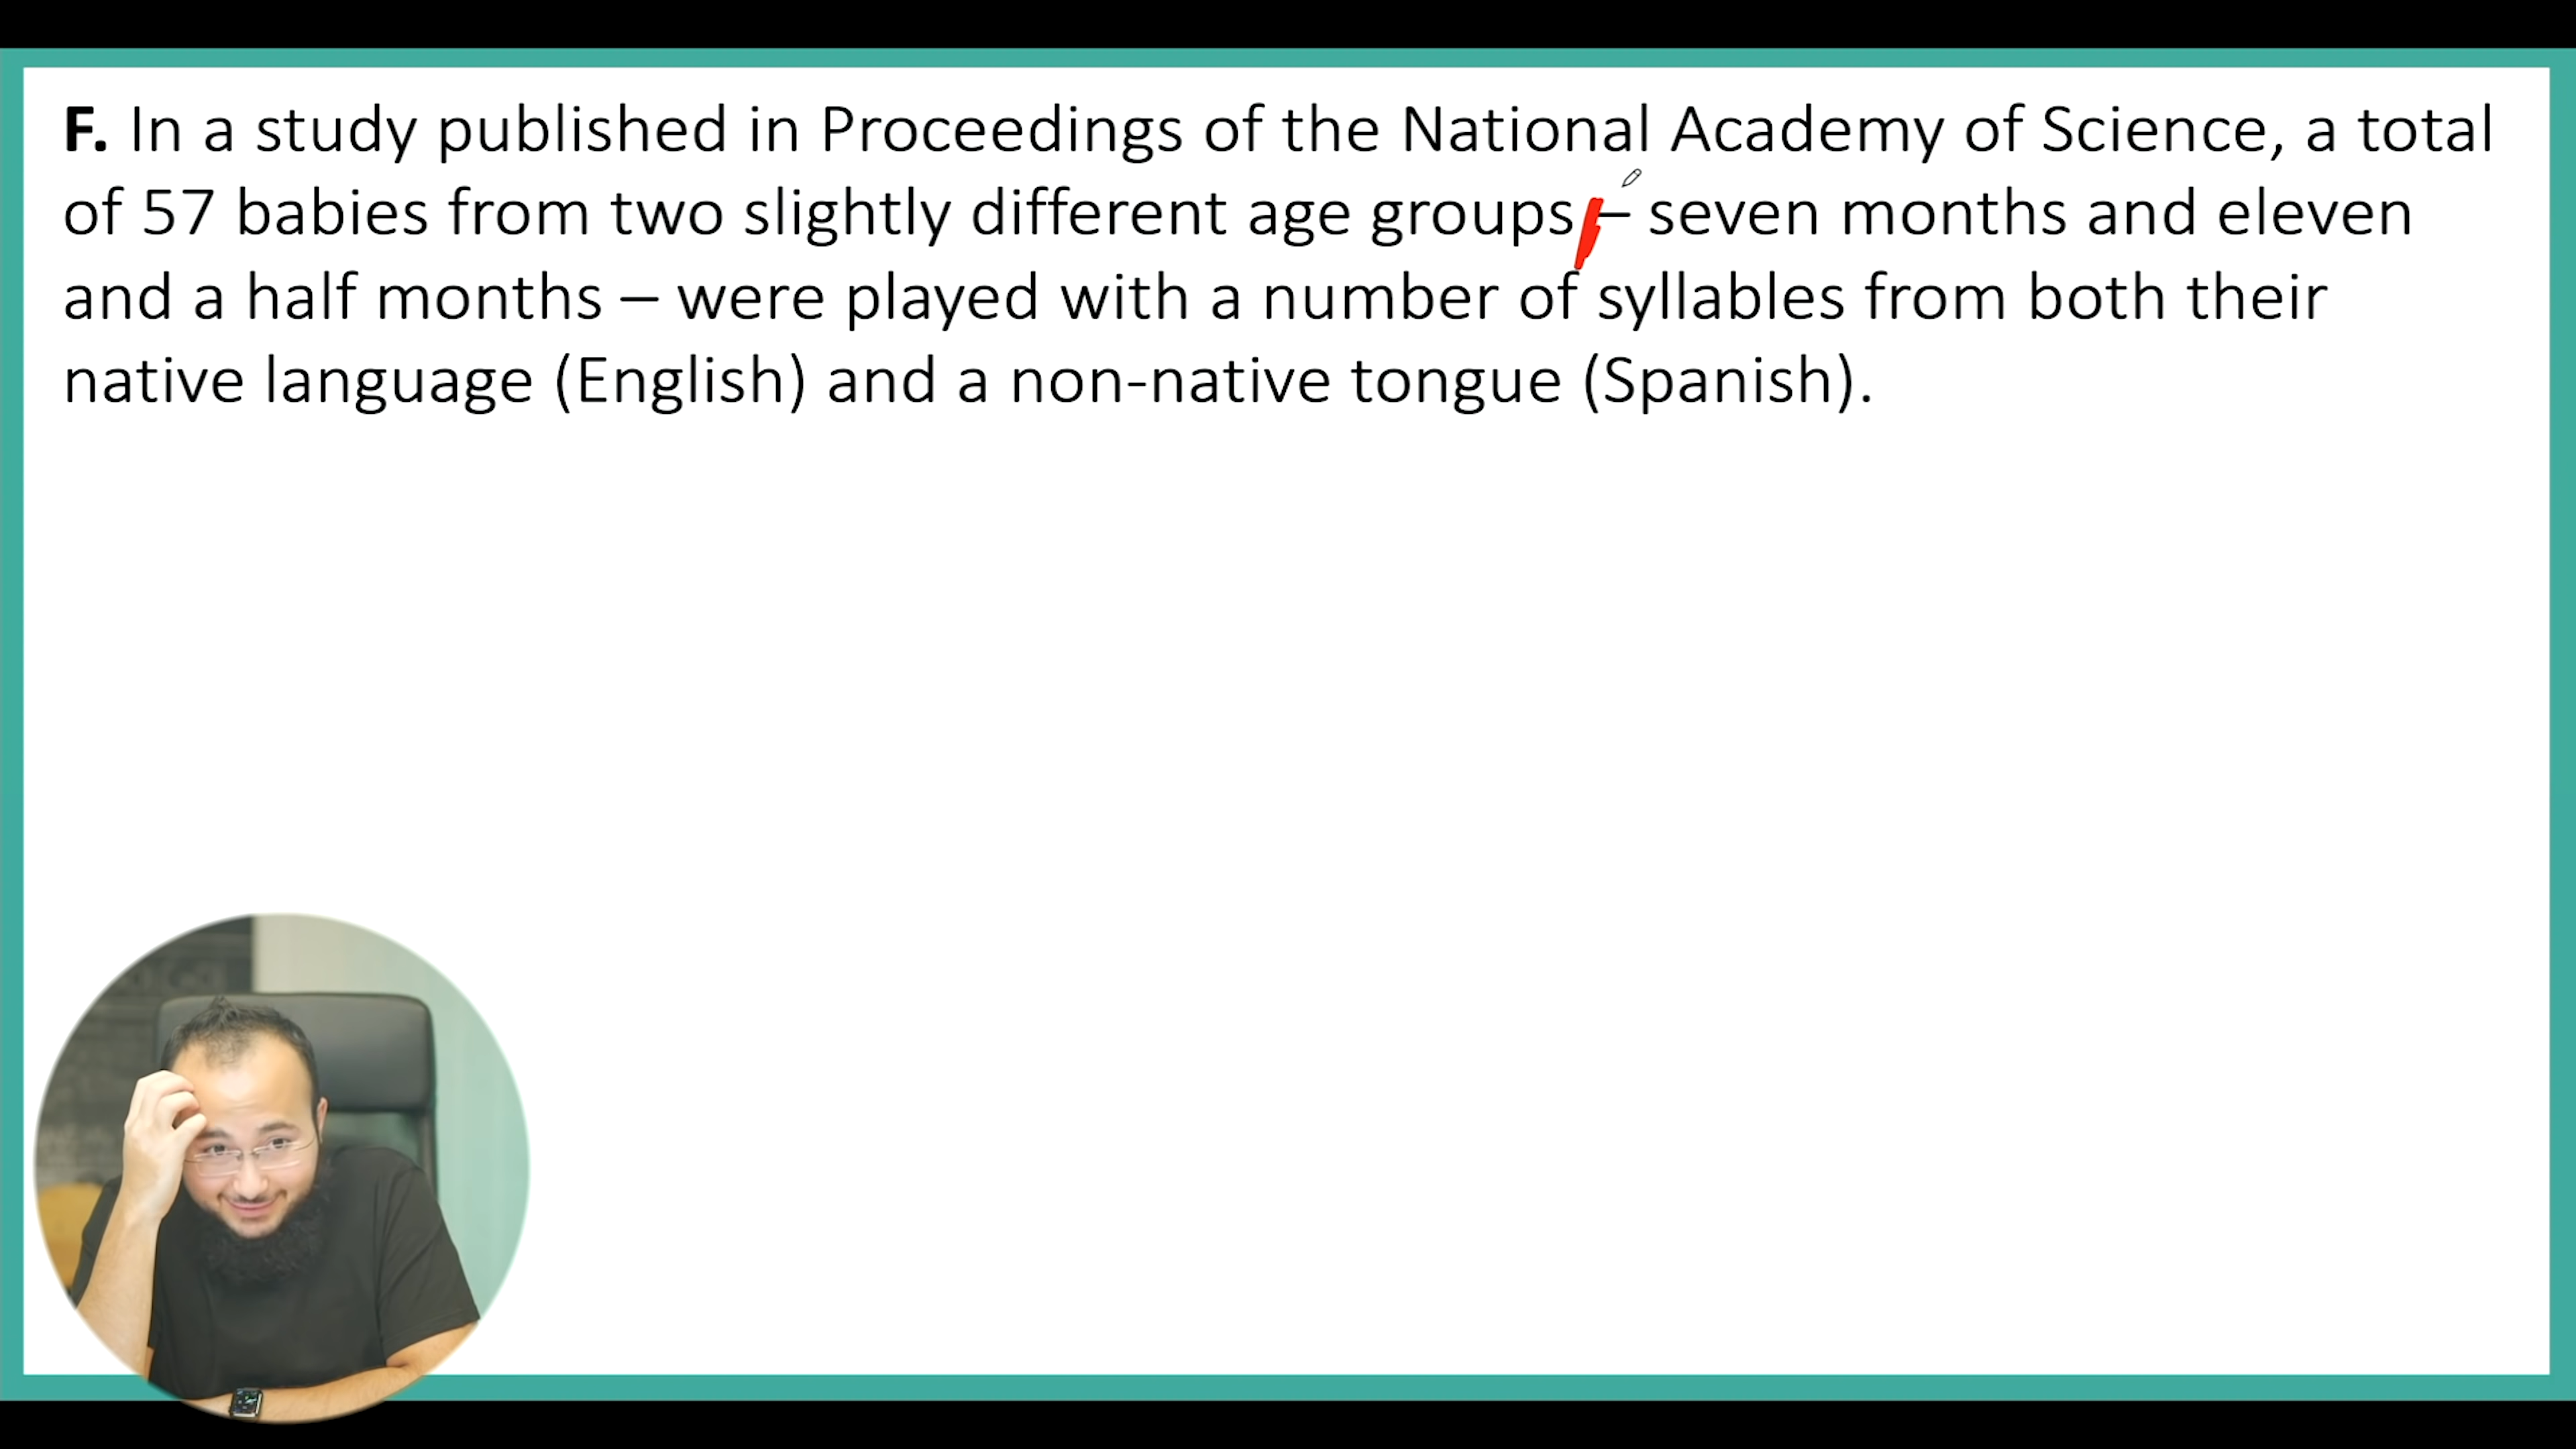 F. In a study published in Proceedings of the National Academy of Science, a total
of 57 babies from two slightly different age groups – seven months and eleven
and a half months – were played with a number of syllables from both their
native language (English) and a non-native tongue (Spanish).